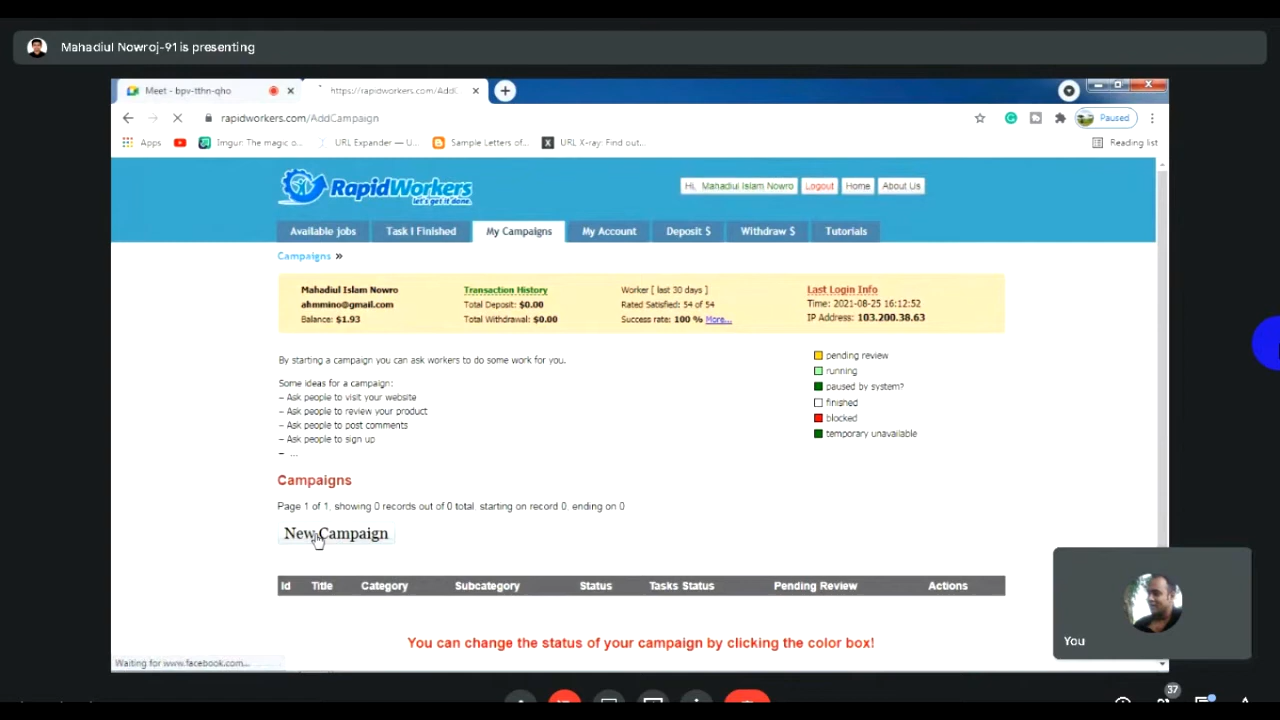 Mahadiul Nowroj-91 is presenting
Meet - bpv-tthn-qho
https://rapidworkers.com/AddC
rapidworkers.com/AddCampaign
Paused
Apps
Imgur: The magic o...
URL Expander — U...
Sample Letters of...
URL X-ray: Find out...
Reading list
RapidWorkers
let's get it done.
Hi, Mahadiul Islam Nowro
Logout
Home
About Us
Available jobs
Task I Finished
My Campaigns
My Account
Deposit $
Withdraw $
Tutorials
Campaigns »
Mahadiul Islam Nowro
ahmmino@gmail.com
Balance: $1.93
Transaction History
Total Deposit: $0.00
Total Withdrawal: $0.00
Worker [ last 30 days ]
Rated Satisfied: 54 of 54
Success rate: 100 % More...
Last Login Info
Time: 2021-08-25 16:12:52
IP Address: 103.200.38.63
By starting a campaign you can ask workers to do some work for you.
Some ideas for a campaign:
– Ask people to visit your website
– Ask people to review your product
– Ask people to post comments
– Ask people to sign up
– ...
pending review
running
paused by system?
finished
blocked
temporary unavailable
Campaigns
Page 1 of 1, showing 0 records out of 0 total, starting on record 0, ending on 0
New Campaign
Id Title Category Subcategory Status Tasks Status Pending Review Actions
You can change the status of your campaign by clicking the color box!
Waiting for www.facebook.com...
You
37